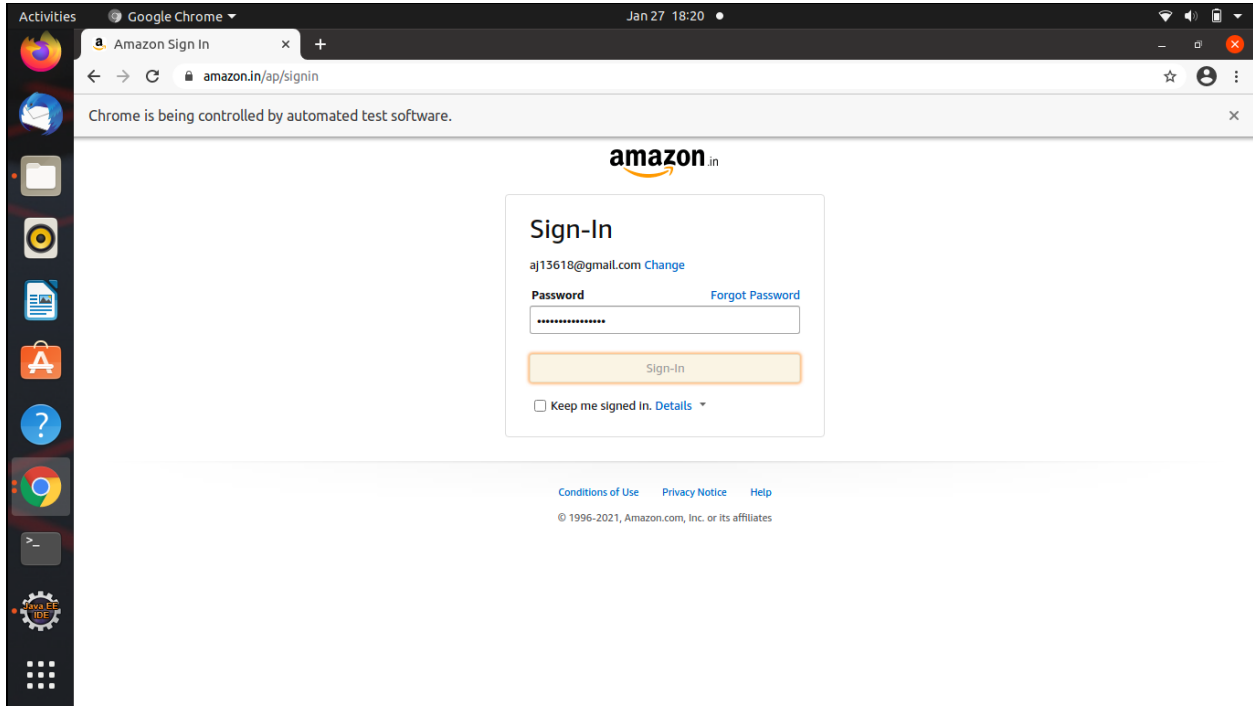 Activities Google Chrome Jan 27 18:20
a Amazon Sign In × +
amazon.in/ap/signin
Chrome is being controlled by automated test software.
amazon.in
Sign-In
aj13618@gmail.com Change
Password Forgot Password
••••••••••••••••
Sign-In
Keep me signed in. Details
Conditions of Use Privacy Notice Help
© 1996-2021, Amazon.com, Inc. or its affiliates
A
?
>_
Java EE
IDE